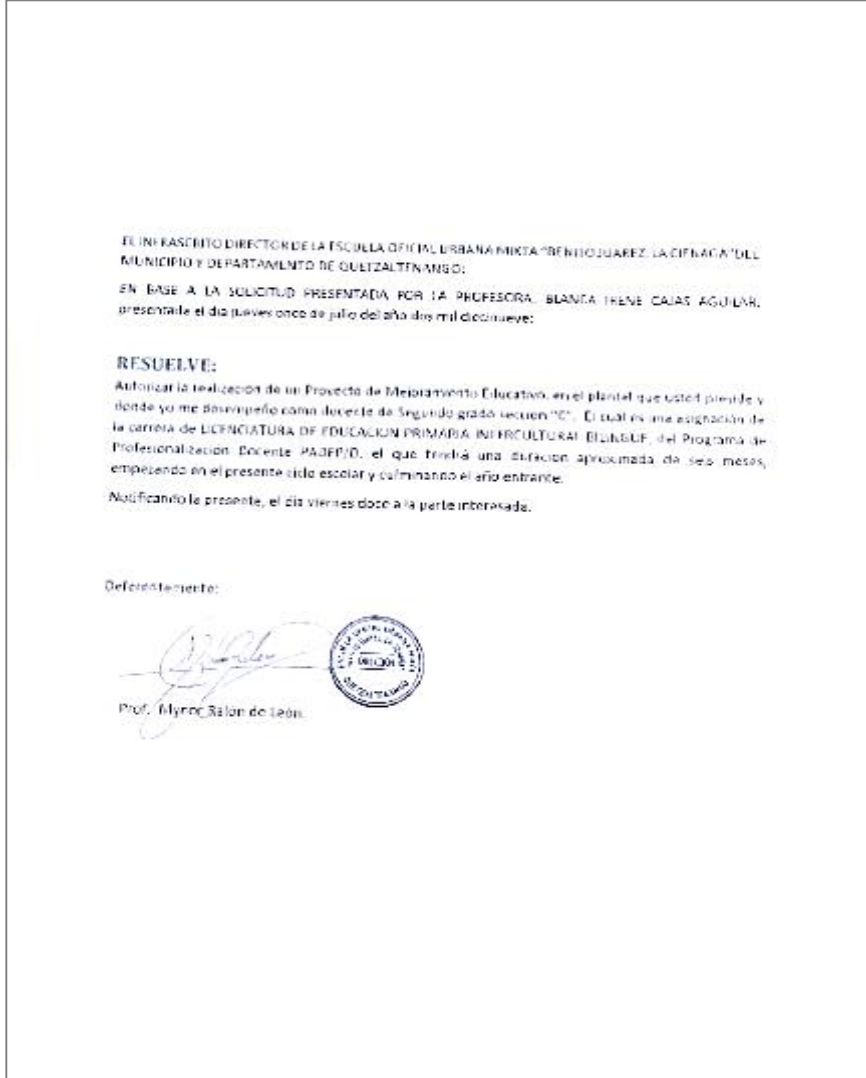 EL INFRASCRITO DIRECTOR DE LA ESCUELA OFICIAL URBANA MIXTA "BENITO JUAREZ, LA CIENAGA" DEL
MUNICIPIO Y DEPARTAMENTO DE QUETZALTENANGO:
EN BASE A LA SOLICITUD PRESENTADA POR LA PROFESORA. BLANCA IRENE CAJAS AGUILAR.
presentada el día jueves once de julio del año dos mil diecinueve:
RESUELVE:
Autorizar la realización de un Proyecto de Mejoramiento Educativo, en el plantel que usted preside y
donde yo me desempeño como docente de Segundo grado sección "C". El cual es una asignación de
la carrera de LICENCIATURA DE EDUCACION PRIMARIA INTERCULTURAL BILINGÜE, del Programa de
Profesionalización Docente PADEP/D, el que tendrá una duración aproximada de seis meses,
empezando en el presente ciclo escolar y culminando el año entrante.
Notificando la presente, el día viernes doce a la parte interesada.
Deferentemente:
DIRECCIÓN
QUETZALTENANGO
Prof. Mynor Ralon de León.